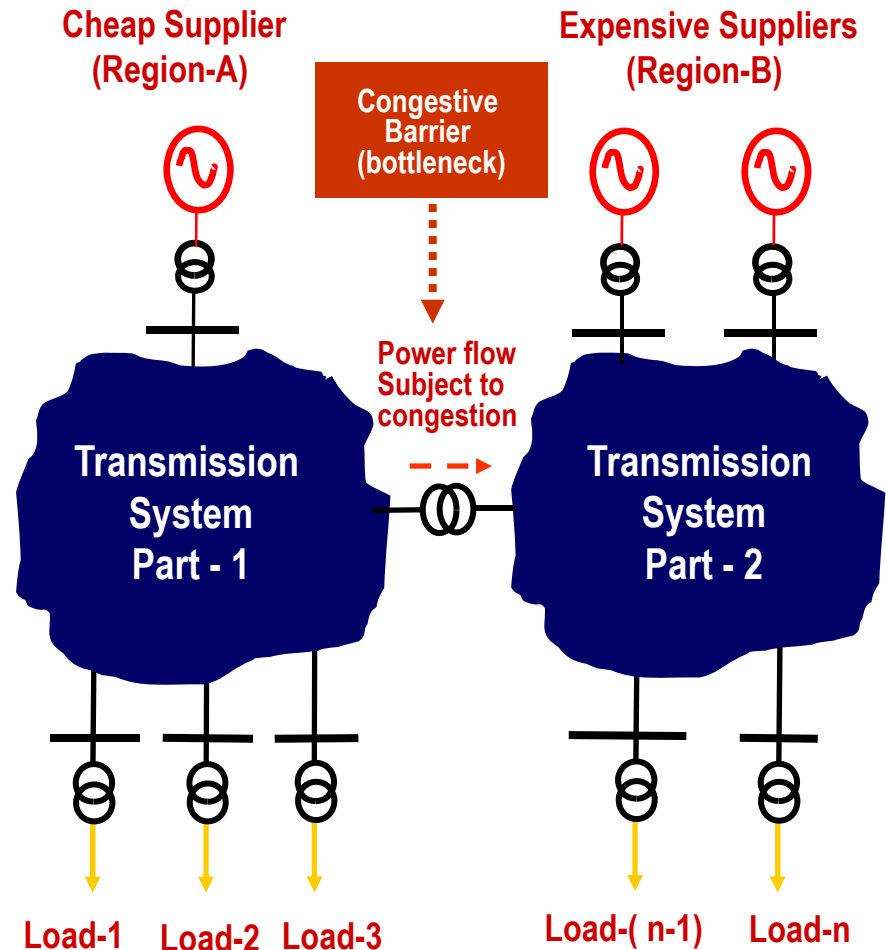 Cheap Supplier
(Region-A)
Expensive Suppliers
(Region-B)
Congestive
Barrier
(bottleneck)
Power flow
Subject to
congestion
Transmission
System
Part - 1
Transmission
System
Part - 2
Load-1
Load-2
Load-3
Load-( n-1)
Load-n